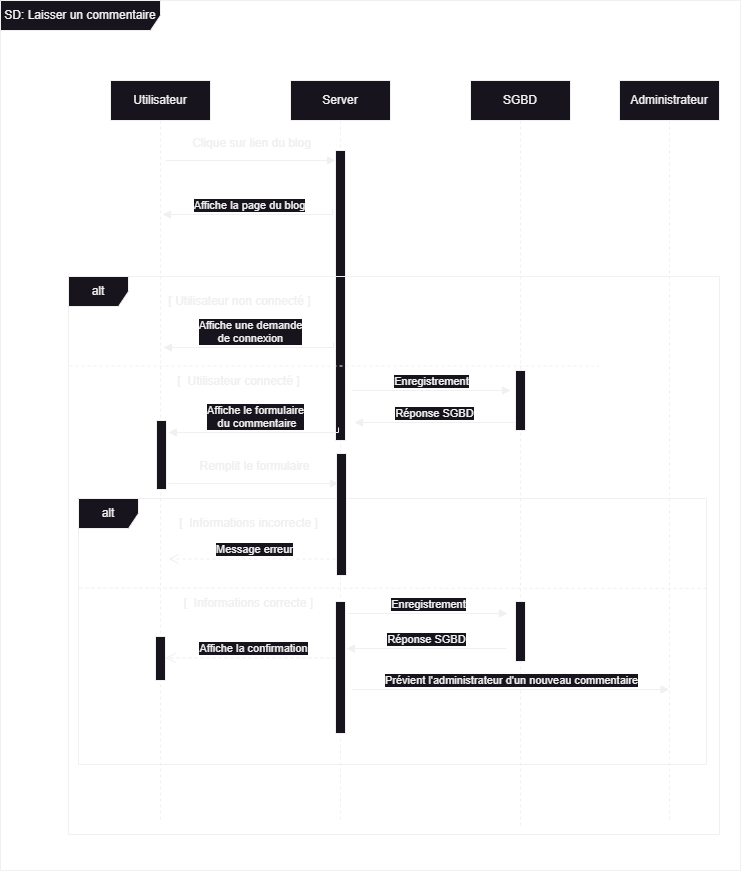 SD: Laisser un commentaire
Utilisateur
Server
SGBD
Administrateur
Clique sur lien du blog
Affiche la page du blog
alt
[ Utilisateur non connecté ]
Affiche une demande
de connexion
[ Utilisateur connecté ]
Enregistrement
Affiche le formulaire
du commentaire
Réponse SGBD
Remplit le formulaire
alt
[ Informations incorrecte ]
Message erreur
[ Informations correcte ]
Enregistrement
Réponse SGBD
Affiche la confirmation
Prévient l'administrateur d'un nouveau commentaire